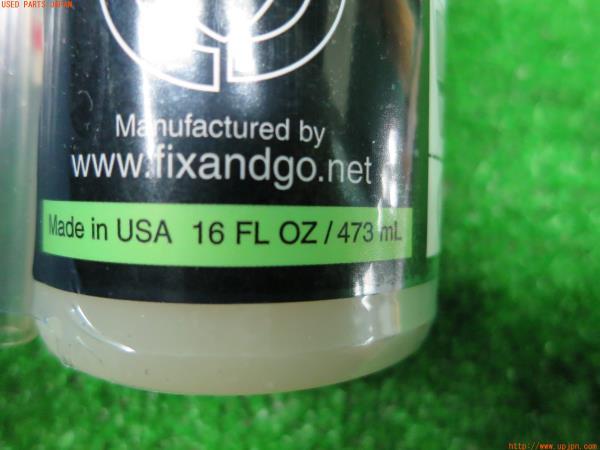 USED PARTS JAPAN
Manufactured by
www.fixandgo.net
Made in USA 16 FL OZ / 473 mL
http://www.upjpn.com/